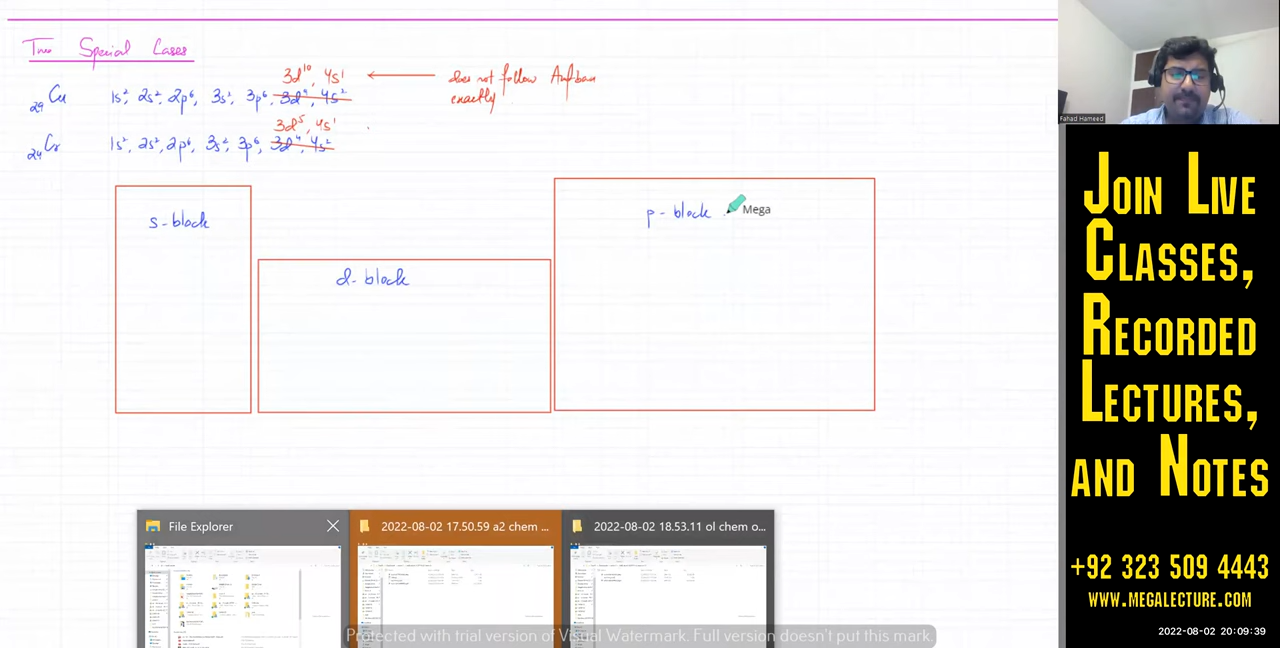 Two Special Cases
3d¹⁰, 4s¹
does not follow Aufbau
exactly
₂₉Cu 1s², 2s², 2p⁶, 3s², 3p⁶, 3d⁹, 4s²
3d⁵, 4s¹
₂₄Cr 1s², 2s², 2p⁶, 3s², 3p⁶, 3d⁴, 4s²
s-block
d-block
p-block
Mega
File Explorer
2022-08-02 17.50.59 a2 chem ...
2022-08-02 18.53.11 ol chem o...
Protected with trial version of Visual Watermark. Full version doesn't put this mark.
Fahad Hameed
Join Live
Classes,
Recorded
Lectures,
and Notes
+92 323 509 4443
www.megalecture.com
2022-08-02 20:09:39